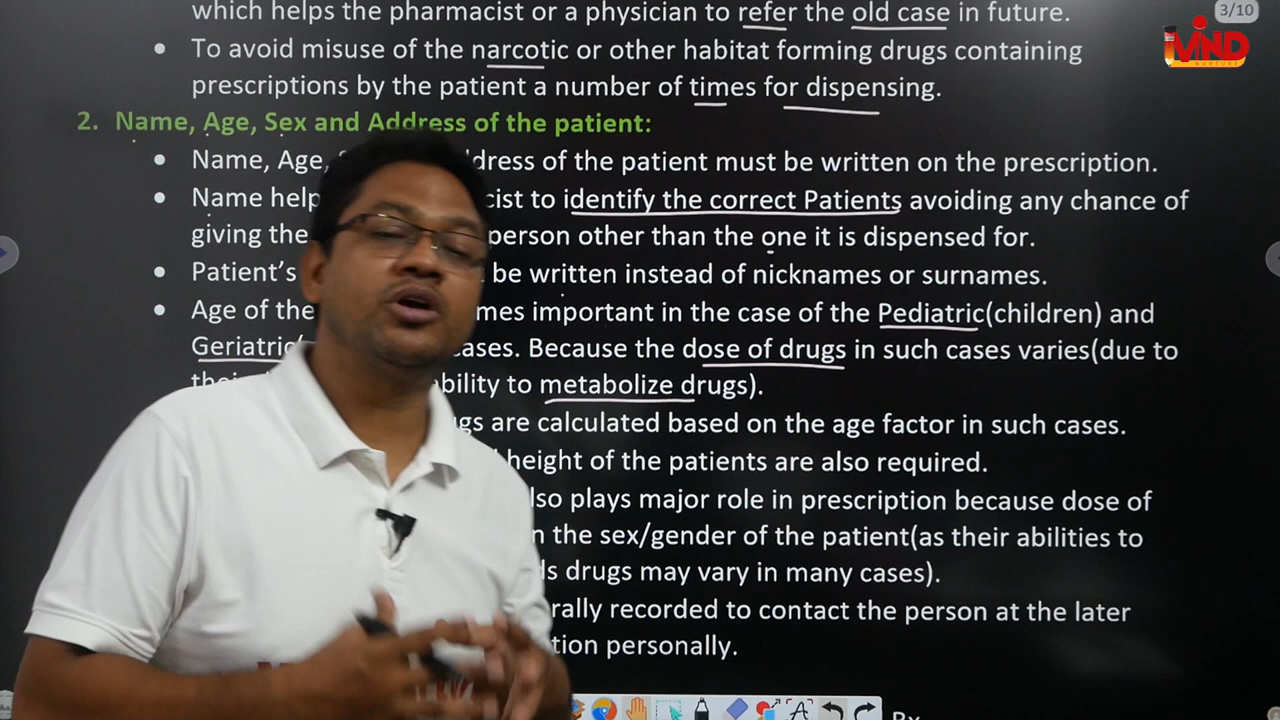 which helps the pharmacist or a physician to refer the old case in future.
3/10
MIND
NURTURE
• To avoid misuse of the narcotic or other habitat forming drugs containing
prescriptions by the patient a number of times for dispensing.
2. Name, Age, Sex and Address of the patient:
• Name, Age, dress of the patient must be written on the prescription.
• Name help cist to identify the correct Patients avoiding any chance of
giving the person other than the one it is dispensed for.
• Patient’s be written instead of nicknames or surnames.
• Age of the mes important in the case of the Pediatric(children) and
Geriatric( cases. Because the dose of drugs in such cases varies(due to
bility to metabolize drugs).
gs are calculated based on the age factor in such cases.
height of the patients are also required.
lso plays major role in prescription because dose of
n the sex/gender of the patient(as their abilities to
ls drugs may vary in many cases).
rally recorded to contact the person at the later
tion personally.
By